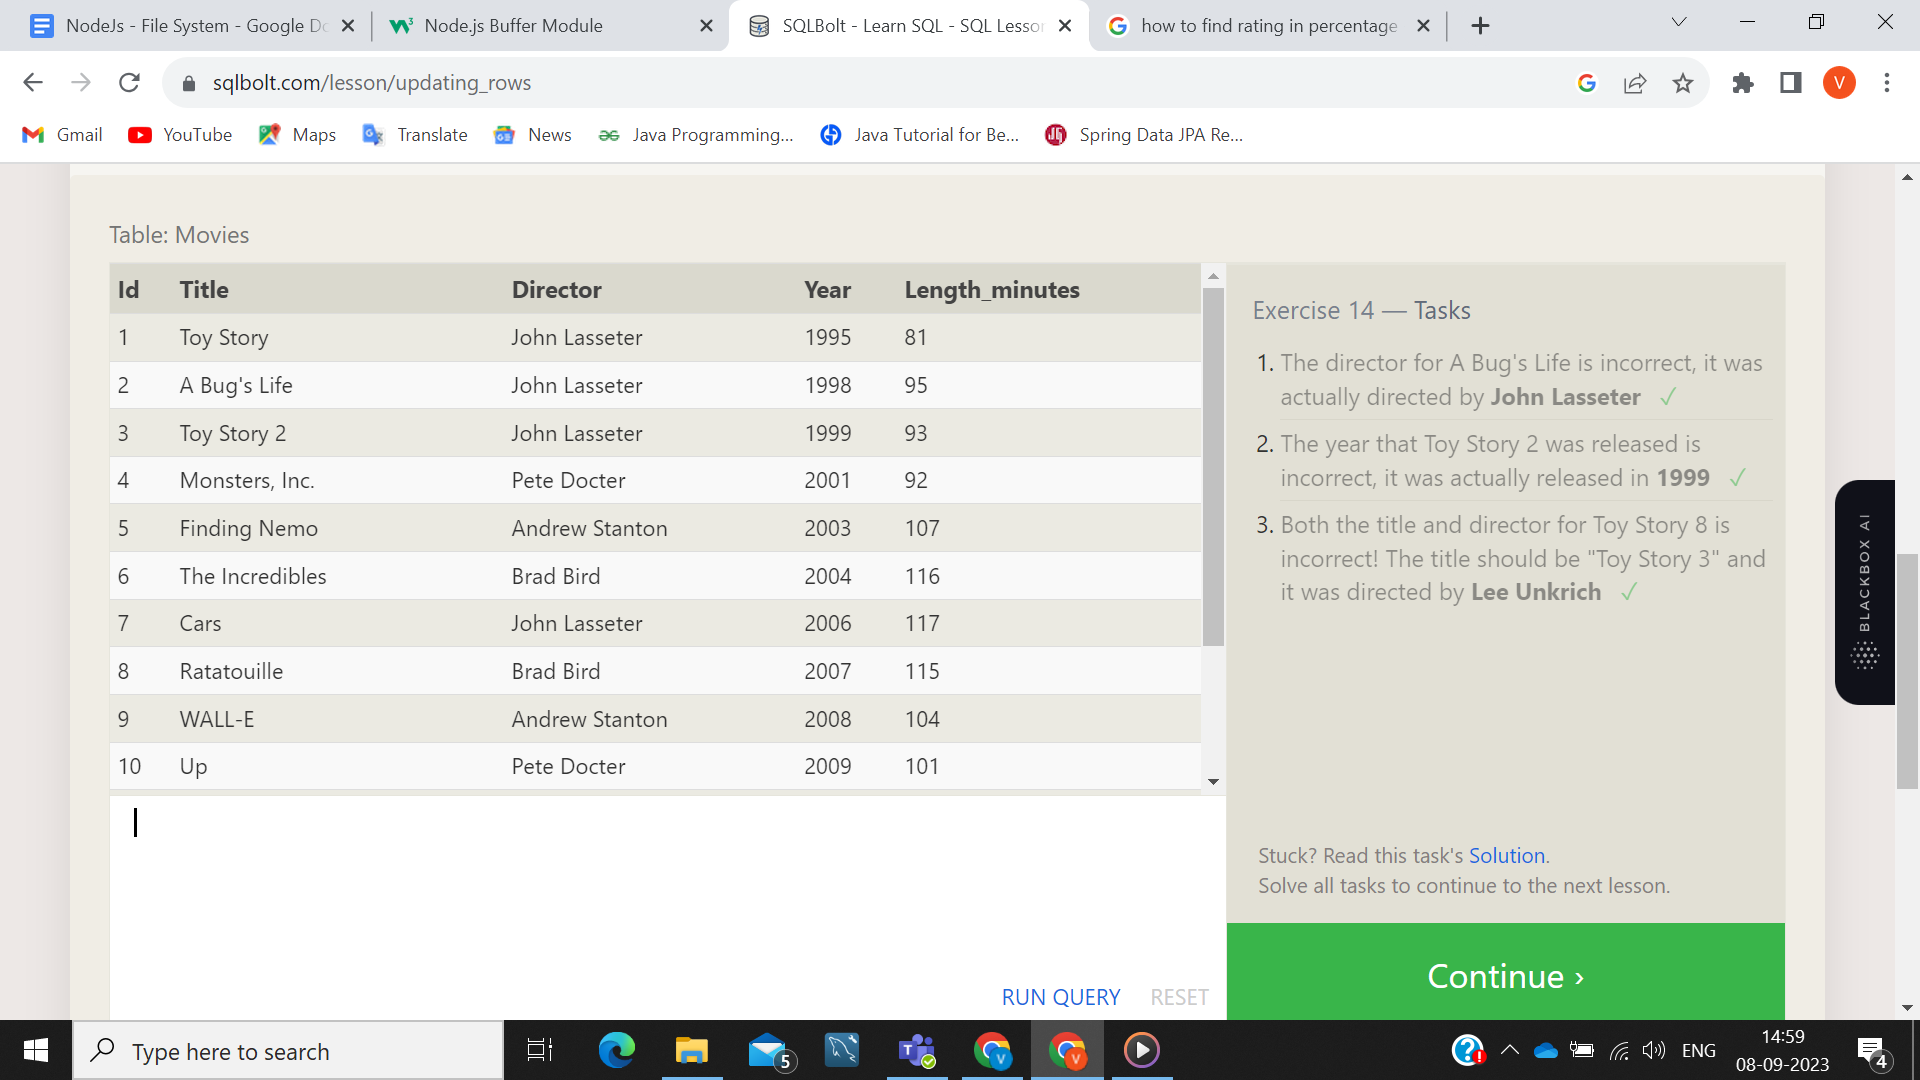 NodeJs - File System - Google Do
Node.js Buffer Module
SQLBolt - Learn SQL - SQL Lesson
how to find rating in percentage
sqlbolt.com/lesson/updating_rows
V
Gmail
YouTube
Maps
Translate
News
Java Programming...
Java Tutorial for Be...
Spring Data JPA Re...
Table: Movies
Id Title Director Year Length_minutes
1 Toy Story John Lasseter 1995 81
2 A Bug's Life John Lasseter 1998 95
3 Toy Story 2 John Lasseter 1999 93
4 Monsters, Inc. Pete Docter 2001 92
5 Finding Nemo Andrew Stanton 2003 107
6 The Incredibles Brad Bird 2004 116
7 Cars John Lasseter 2006 117
8 Ratatouille Brad Bird 2007 115
9 WALL-E Andrew Stanton 2008 104
10 Up Pete Docter 2009 101
RUN QUERY RESET
Exercise 14 — Tasks
1. The director for A Bug's Life is incorrect, it was
actually directed by John Lasseter ✓
2. The year that Toy Story 2 was released is
incorrect, it was actually released in 1999 ✓
3. Both the title and director for Toy Story 8 is
incorrect! The title should be "Toy Story 3" and
it was directed by Lee Unkrich ✓
Stuck? Read this task's Solution.
Solve all tasks to continue to the next lesson.
Continue ›
BLACKBOX AI
Type here to search
5
V
V
ENG
14:59
08-09-2023
4